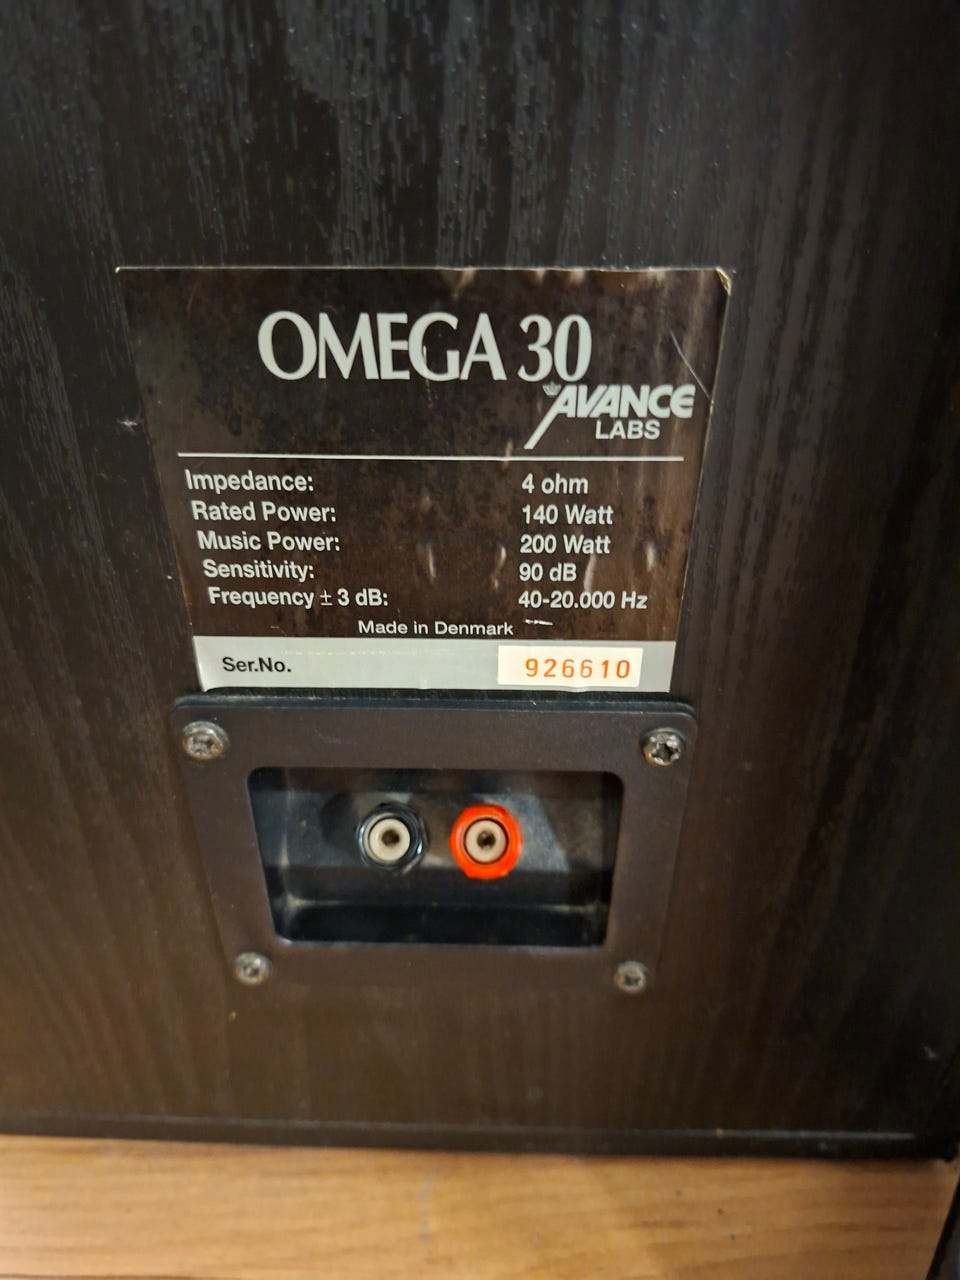 OMEGA 30
AVANCE
LABS
Impedance: 4 ohm
Rated Power: 140 Watt
Music Power: 200 Watt
Sensitivity: 90 dB
Frequency ± 3 dB: 40-20.000 Hz
Made in Denmark
Ser.No. 926610